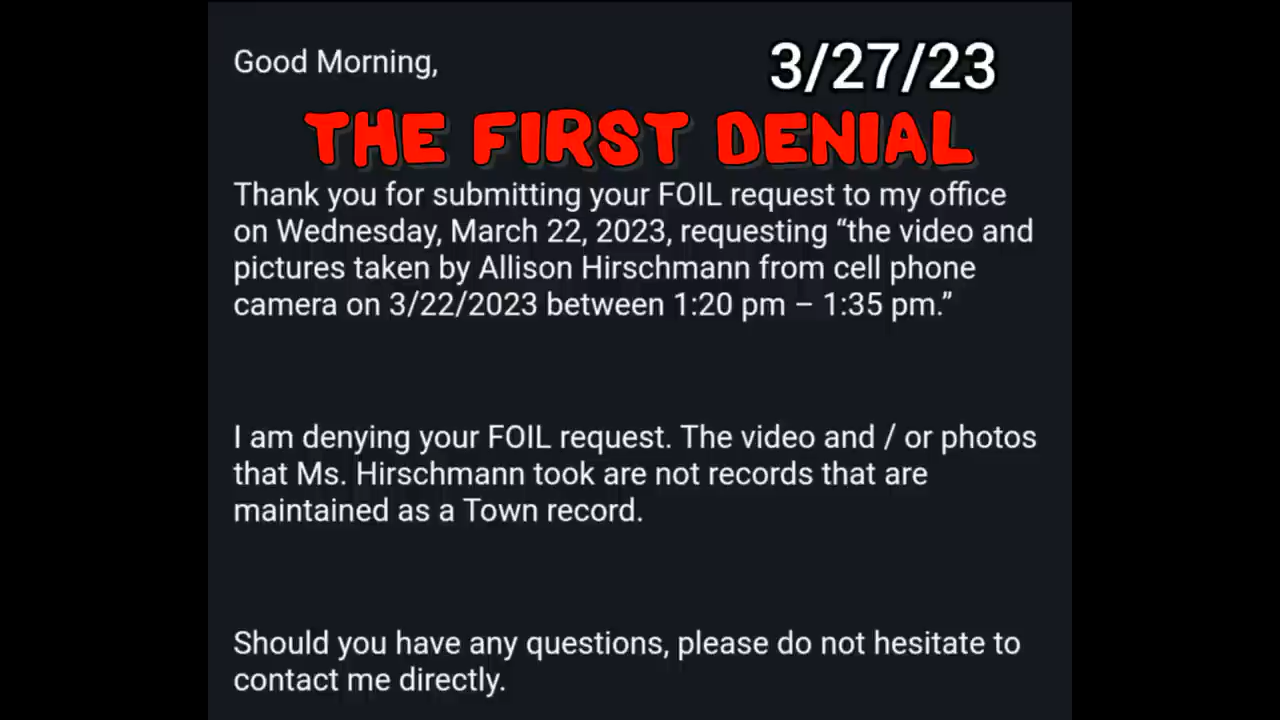 Good Morning,
3/27/23
THE FIRST DENIAL
Thank you for submitting your FOIL request to my office
on Wednesday, March 22, 2023, requesting “the video and
pictures taken by Allison Hirschmann from cell phone
camera on 3/22/2023 between 1:20 pm – 1:35 pm.”
I am denying your FOIL request. The video and / or photos
that Ms. Hirschmann took are not records that are
maintained as a Town record.
Should you have any questions, please do not hesitate to
contact me directly.